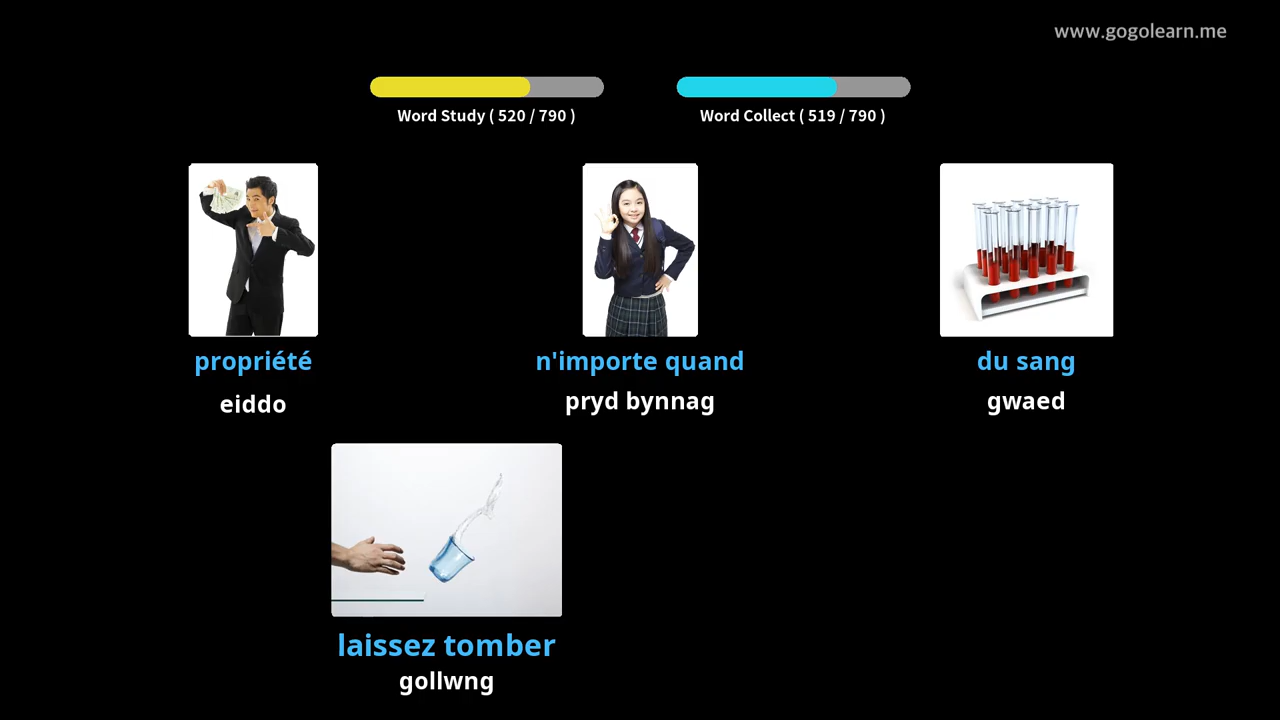 www.gogolearn.me
Word Study ( 520 / 790 )
Word Collect ( 519 / 790 )
propriété
n'importe quand
du sang
eiddo
pryd bynnag
gwaed
laissez tomber
gollwng